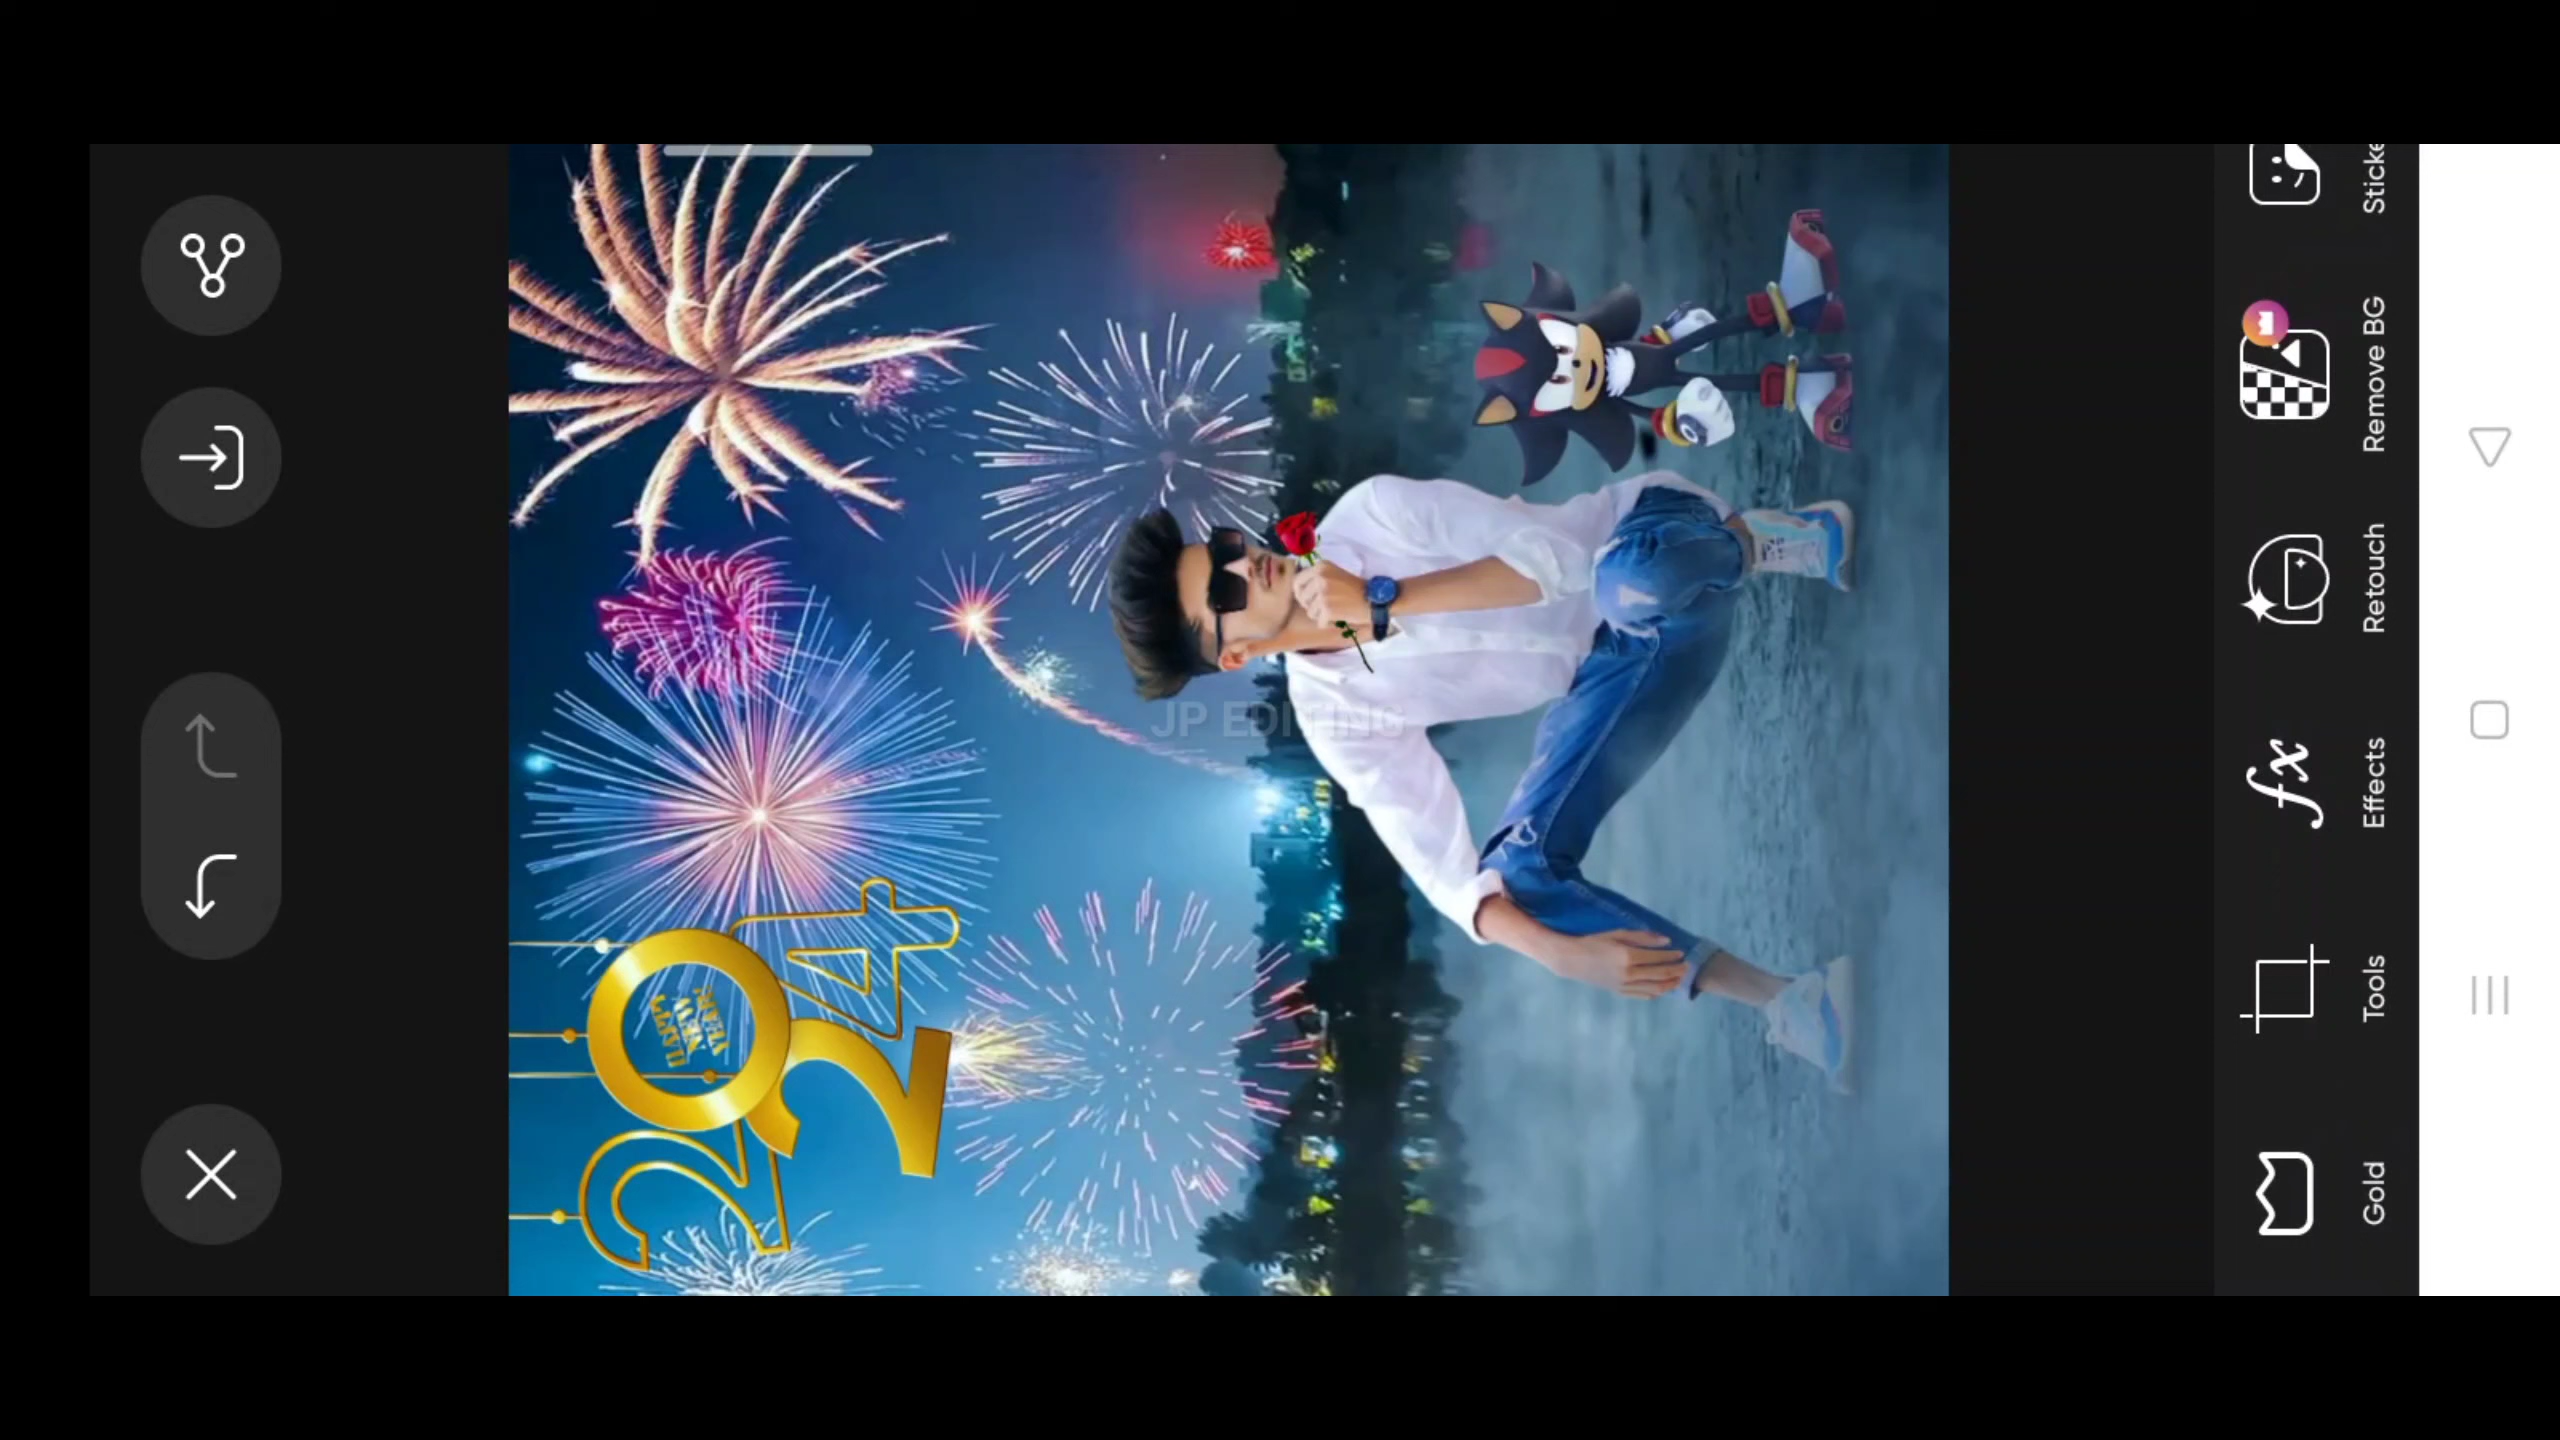 2024
HAPPY
NEW
YEAR
JP EDITING
Gold
Tools
Effects
Retouch
Remove BG
Sticke